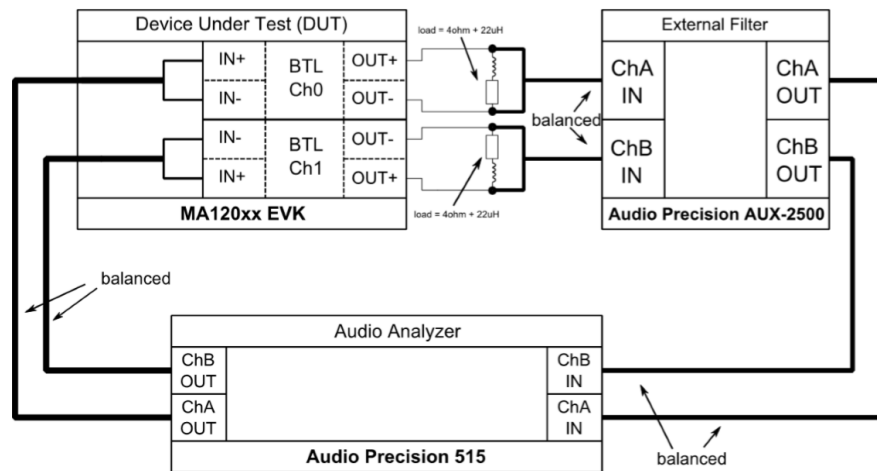 Device Under Test (DUT)
IN+
IN-
BTL
Ch0
OUT+
OUT-
IN-
IN+
BTL
Ch1
OUT-
OUT+
MA120xx EVK
load = 4ohm + 22uH
load = 4ohm + 22uH
balanced
External Filter
ChA
IN
ChA
OUT
ChB
IN
ChB
OUT
Audio Precision AUX-2500
balanced
Audio Analyzer
ChB
OUT
ChA
OUT
ChB
IN
ChA
IN
Audio Precision 515
balanced